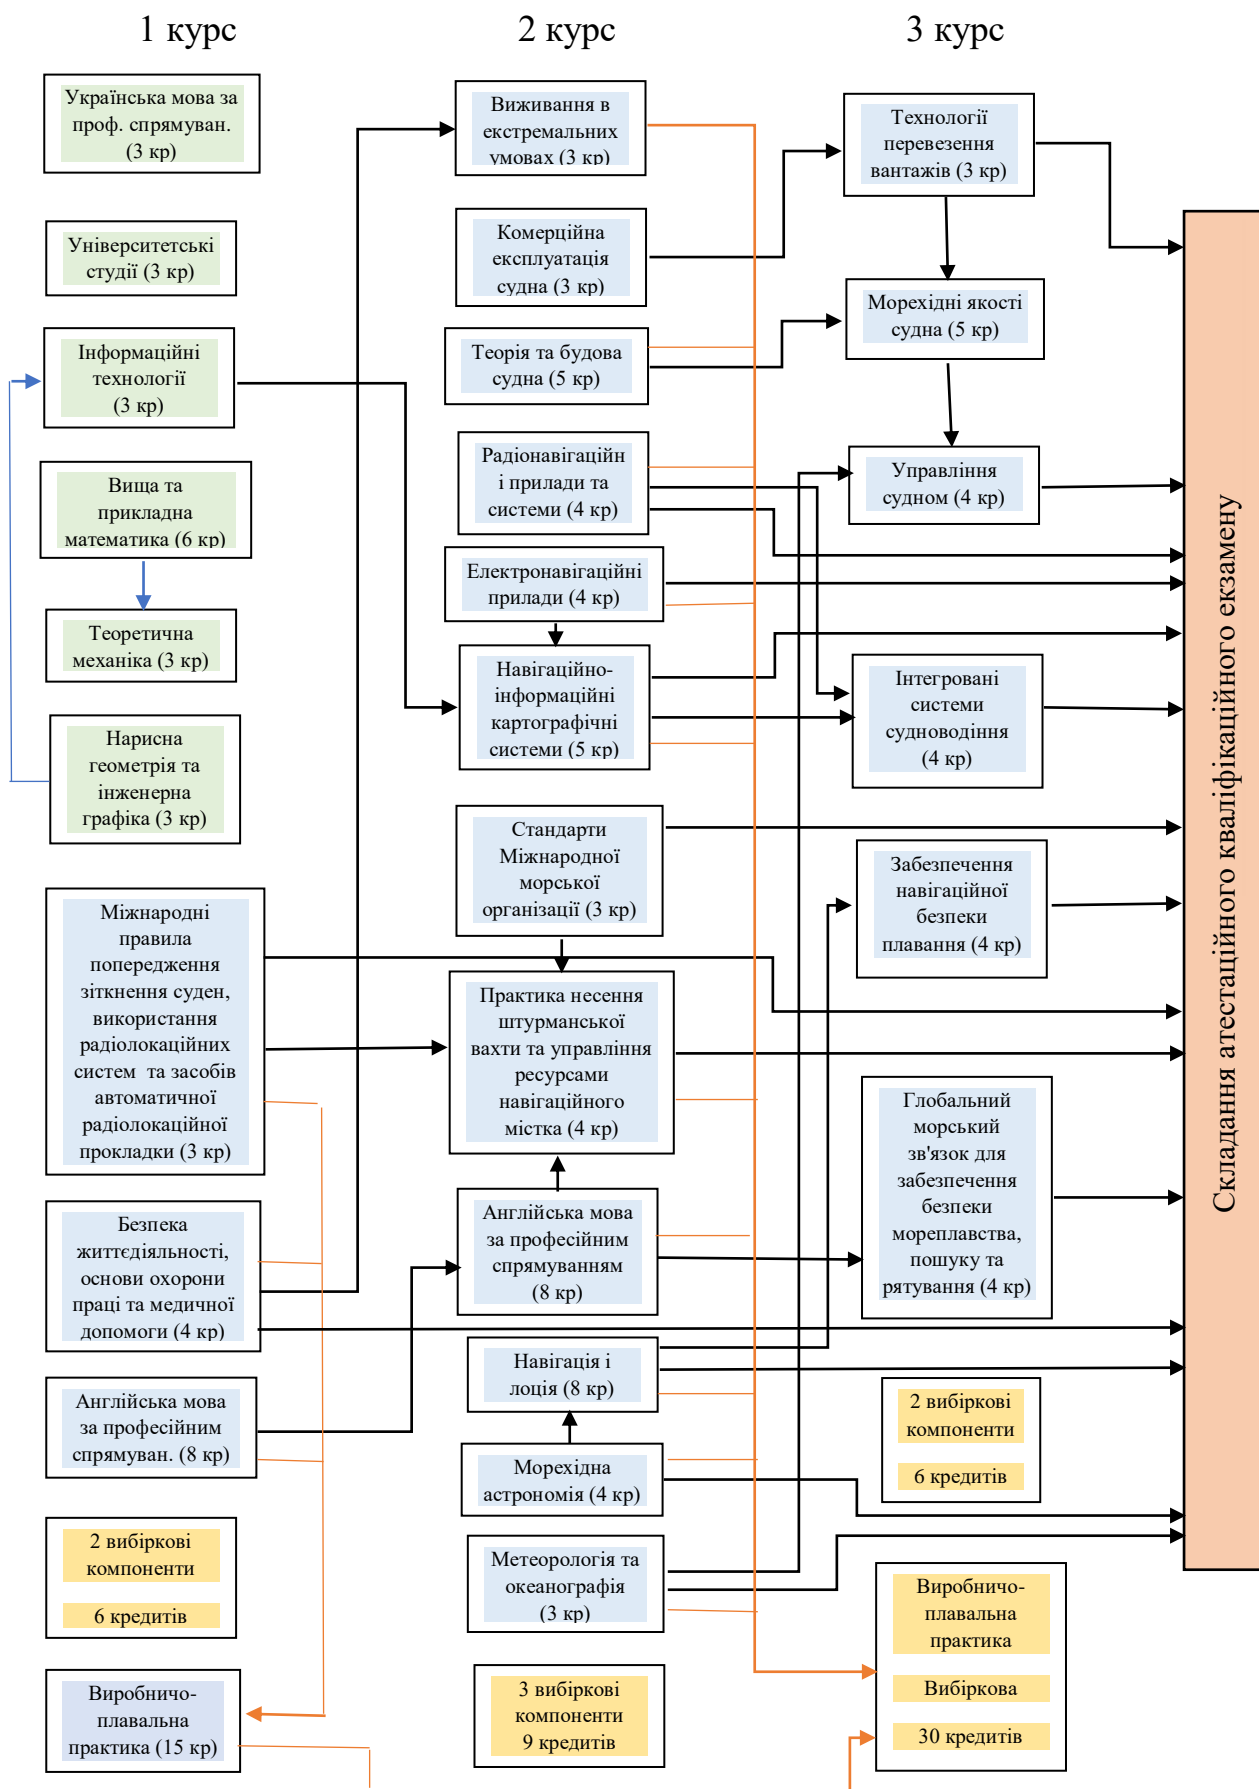 1 курс
2 курс
3 курс
Українська мова за
проф. спрямуван.
(3 кр)
Університетські
студії (3 кр)
Інформаційні
технології
(3 кр)
Вища та
прикладна
математика (6 кр)
Теоретична
механіка (3 кр)
Нарисна
геометрія та
інженерна
графіка (3 кр)
Міжнародні
правила
попередження
зіткнення суден,
використання
радіолокаційних
систем та засобів
автоматичної
радіолокаційної
прокладки (3 кр)
Безпека
життєдіяльності,
основи охорони
праці та медичної
допомоги (4 кр)
Англійська мова
за професійним
спрямуван. (8 кр)
2 вибіркові
компоненти
6 кредитів
Виробничо-
плавальна
практика (15 кр)
Виживання в
екстремальних
умовах (3 кр)
Комерційна
експлуатація
судна (3 кр)
Теорія та будова
судна (5 кр)
Радіонавігаційн
і прилади та
системи (4 кр)
Електронавігаційні
прилади (4 кр)
Навігаційно-
інформаційні
картографічні
системи (5 кр)
Стандарти
Міжнародної
морської
організації (3 кр)
Практика несення
штурманської
вахти та управління
ресурсами
навігаційного
містка (4 кр)
Англійська мова
за професійним
спрямуванням
(8 кр)
Навігація і
лоція (8 кр)
Морехідна
астрономія (4 кр)
Метеорологія та
океанографія
(3 кр)
3 вибіркові
компоненти
9 кредитів
Технології
перевезення
вантажів (3 кр)
Морехідні якості
судна (5 кр)
Управління
судном (4 кр)
Інтегровані
системи
судноводіння
(4 кр)
Забезпечення
навігаційної
безпеки
плавання (4 кр)
Глобальний
морський
зв'язок для
забезпечення
безпеки
мореплавства,
пошуку та
рятування (4 кр)
2 вибіркові
компоненти
6 кредитів
Виробничо-
плавальна
практика
Вибіркова
30 кредитів
Складання атестаційного кваліфікаційного екзамену